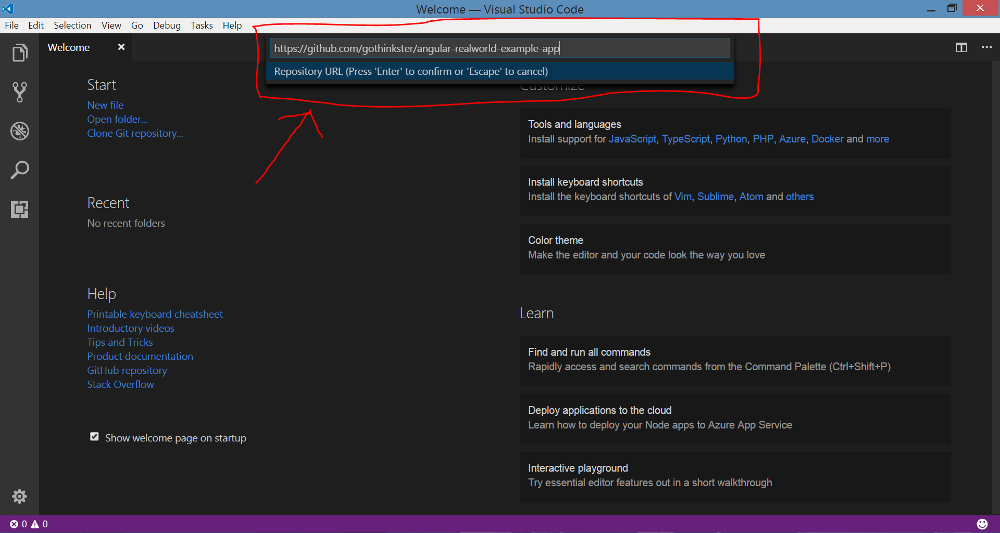 Welcome — Visual Studio Code
File Edit Selection View Go Debug Tasks Help
Welcome
https://github.com/gothinkster/angular-realworld-example-app
Repository URL (Press 'Enter' to confirm or 'Escape' to cancel)
Start
New file
Open folder...
Clone Git repository...
Recent
No recent folders
Help
Printable keyboard cheatsheet
Introductory videos
Tips and Tricks
Product documentation
GitHub repository
Stack Overflow
Show welcome page on startup
Customize
Tools and languages
Install support for JavaScript, TypeScript, Python, PHP, Azure, Docker and more
Install keyboard shortcuts
Install the keyboard shortcuts of Vim, Sublime, Atom and others
Color theme
Make the editor and your code look the way you love
Learn
Find and run all commands
Rapidly access and search commands from the Command Palette (Ctrl+Shift+P)
Deploy applications to the cloud
Learn how to deploy your Node apps to Azure App Service
Interactive playground
Try essential editor features out in a short walkthrough
0 0